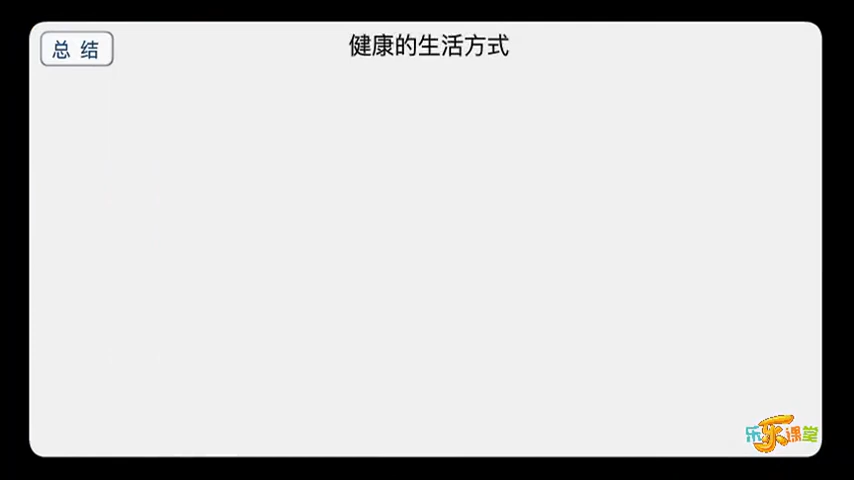 总 结
健康的生活方式
乐乐课堂